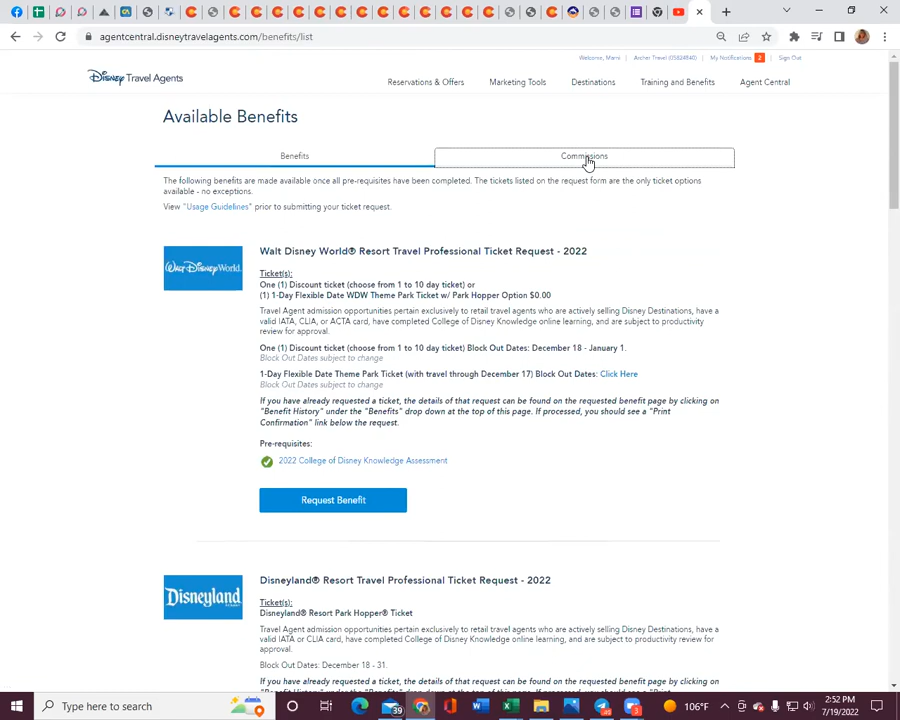 agentcentral.disneytravelagents.com/benefits/list
Welcome, Mami Archer Travel (05824840) My Notifications 2 Sign Out
Disney Travel Agents
Reservations & Offers Marketing Tools Destinations Training and Benefits Agent Central
Available Benefits
Benefits Commissions
The following benefits are made available once all pre-requisites have been completed. The tickets listed on the request form are the only ticket options
available - no exceptions.
View "Usage Guidelines" prior to submitting your ticket request.
Walt Disney World
Walt Disney World® Resort Travel Professional Ticket Request - 2022
Ticket(s):
One (1) Discount ticket (choose from 1 to 10 day ticket) or
(1) 1-Day Flexible Date WDW Theme Park Ticket w/ Park Hopper Option $0.00
Travel Agent admission opportunities pertain exclusively to retail travel agents who are actively selling Disney Destinations, have a
valid IATA, CLIA, or ACTA card, have completed College of Disney Knowledge online learning, and are subject to productivity
review for approval.
One (1) Discount ticket (choose from 1 to 10 day ticket) Block Out Dates: December 18 - January 1.
Block Out Dates subject to change
1-Day Flexible Date Theme Park Ticket (with travel through December 17) Block Out Dates: Click Here
Block Out Dates subject to change
If you have already requested a ticket, the details of that request can be found on the requested benefit page by clicking on
"Benefit History" under the "Benefits" drop down at the top of this page. If processed, you should see a "Print
Confirmation" link below the request.
Pre-requisites:
2022 College of Disney Knowledge Assessment
Request Benefit
Disneyland
Disneyland® Resort Travel Professional Ticket Request - 2022
Ticket(s):
Disneyland® Resort Park Hopper® Ticket
Travel Agent admission opportunities pertain exclusively to retail travel agents who are actively selling Disney Destinations, have a
valid IATA or CLIA card, have completed College of Disney Knowledge online learning, and are subject to productivity review for
approval.
Block Out Dates: December 18 - 31.
If you have already requested a ticket, the details of that request can be found on the requested benefit page by clicking on
Type here to search
39
106°F
2:52 PM
7/19/2022